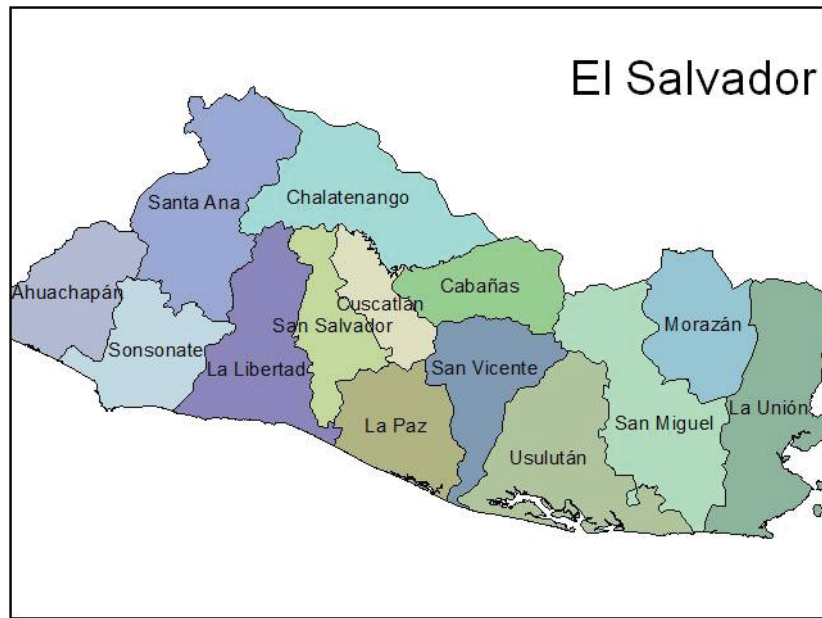 El Salvador
Santa Ana
Chalatenango
Ahuachapán
Cabañas
Cuscatlán
San Salvador
Morazán
Sonsonate
La Libertad
San Vicente
La Unión
La Paz
San Miguel
Usulután